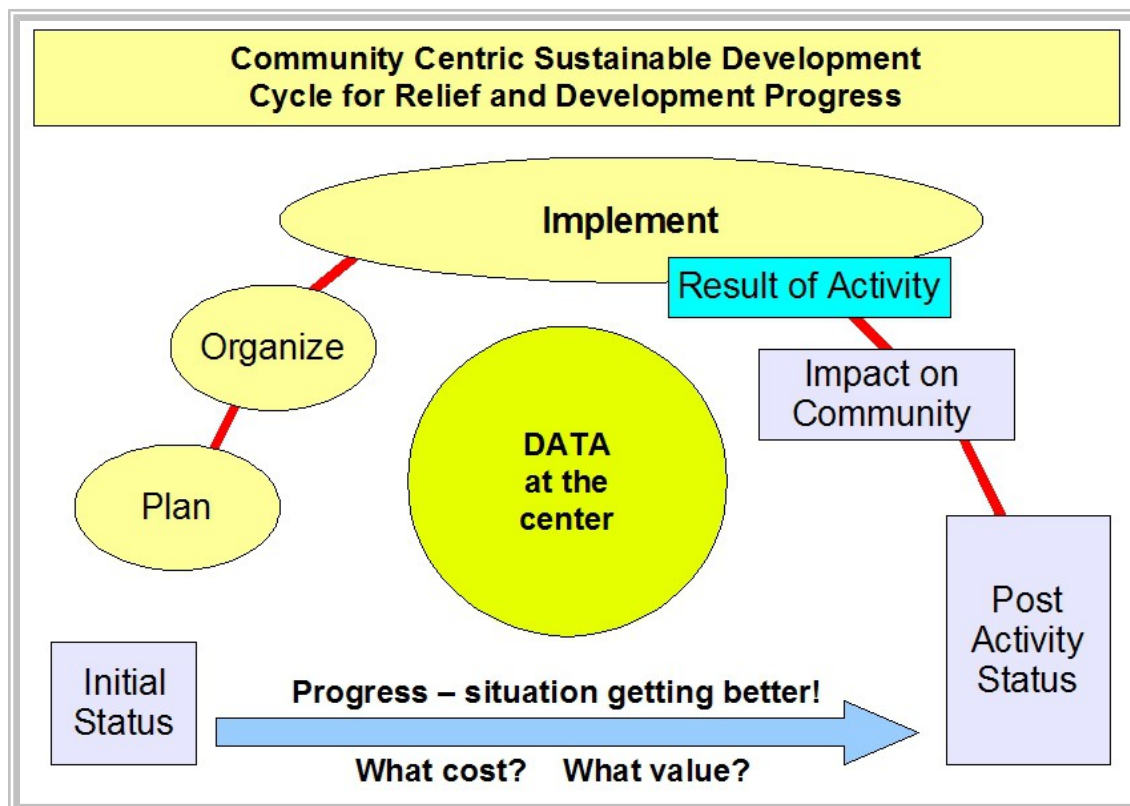 Community Centric Sustainable Development
Cycle for Relief and Development Progress
Implement
Result of Activity
Organize
Impact on
Community
DATA
at the
center
Plan
Post
Activity
Status
Initial
Status
Progress – situation getting better!
What cost? What value?